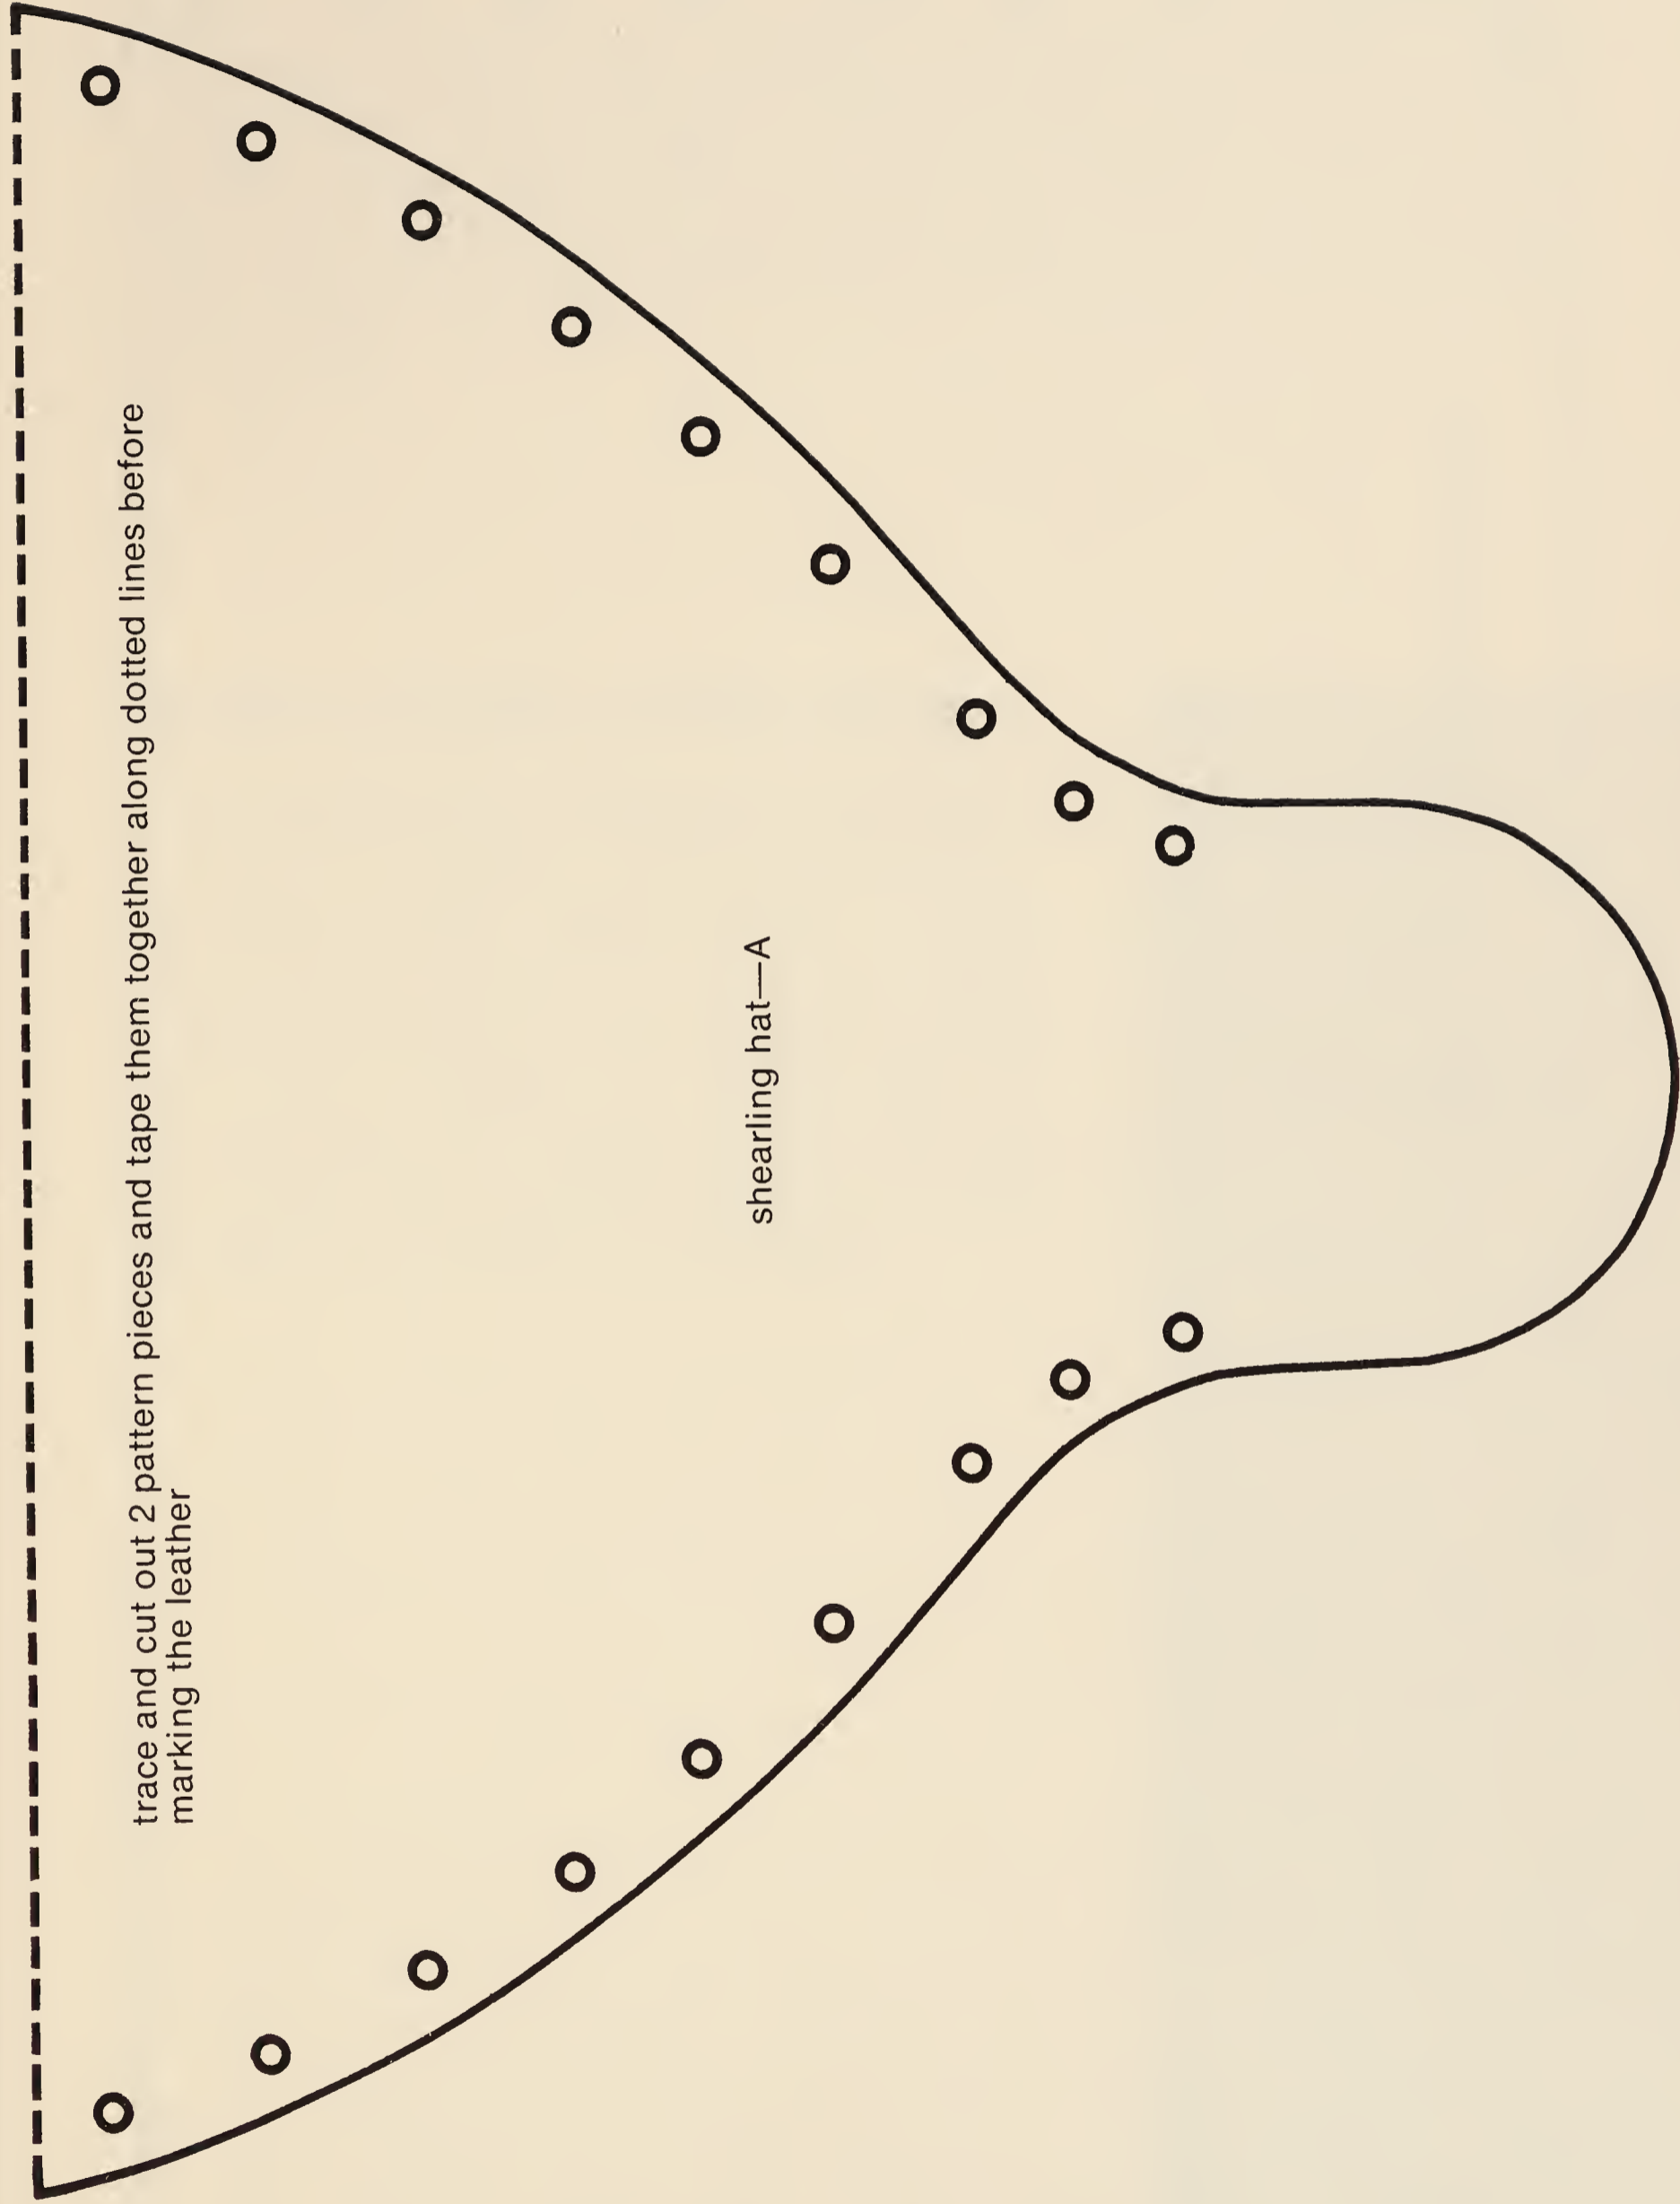 trace and cut out 2 pattern pieces and tape them together along dotted lines before
marking the leather
shearling hat—A